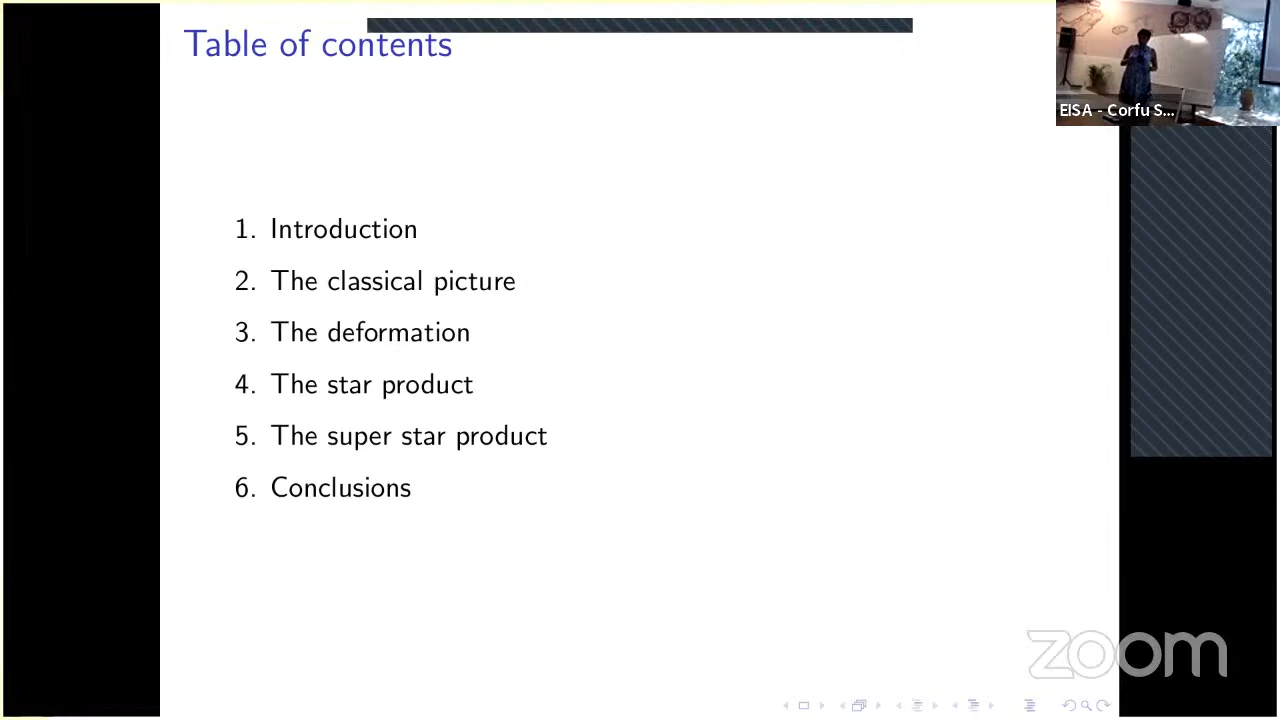 Table of contents
EISA - Corfu S...
1. Introduction
2. The classical picture
3. The deformation
4. The star product
5. The super star product
6. Conclusions
zoom